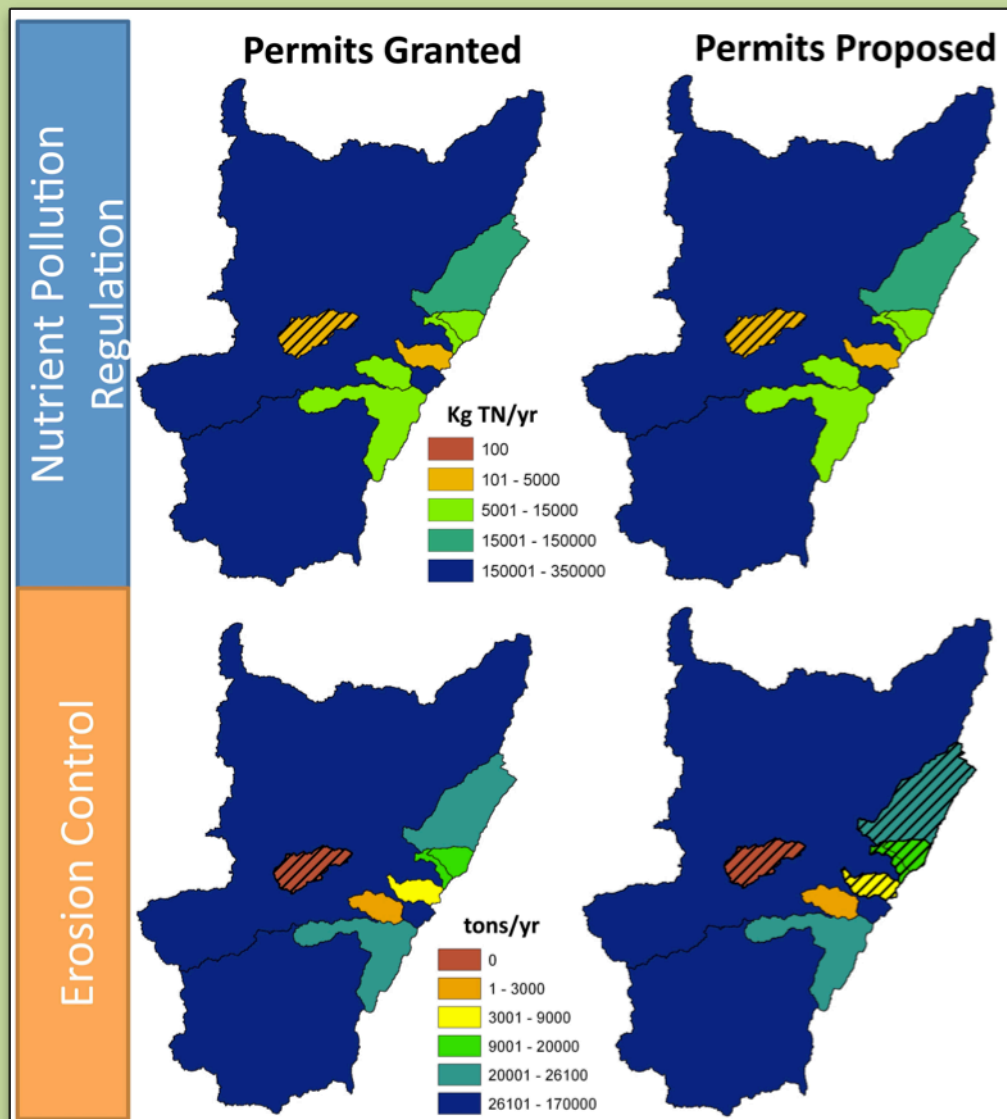 Permits Granted
Permits Proposed
Nutrient Pollution
Regulation
Kg TN/yr
100
101 - 5000
5001 - 15000
15001 - 150000
150001 - 350000
Erosion Control
tons/yr
0
1 - 3000
3001 - 9000
9001 - 20000
20001 - 26100
26101 - 170000